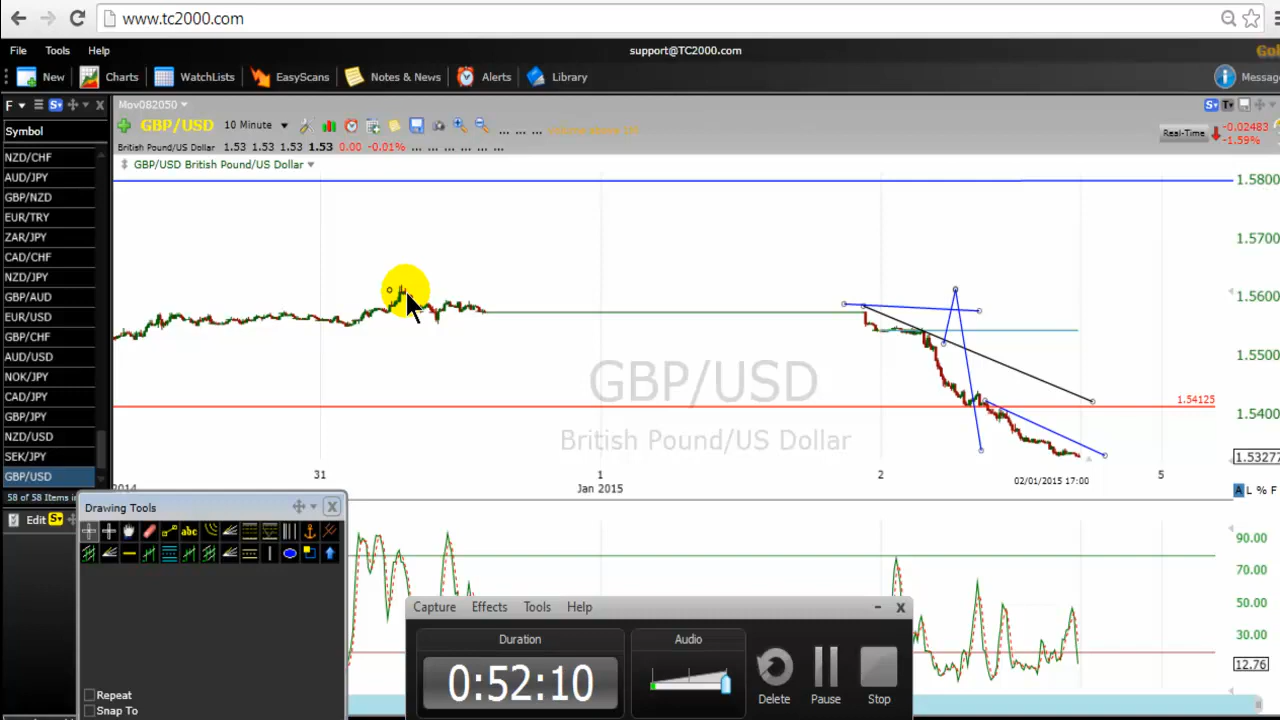 www.tc2000.com
File Tools Help support@TC2000.com
New Charts WatchLists EasyScans Notes & News Alerts Library
F S
Mov082050
Symbol
GBP/USD 10 Minute
Real-Time -0.02483
-1.59%
British Pound/US Dollar 1.53 1.53 1.53 1.53 0.00 -0.01% ... ... ... ... ...
GBP/USD British Pound/US Dollar
NZD/CHF
AUD/JPY
GBP/NZD
EUR/TRY
ZAR/JPY
CAD/CHF
NZD/JPY
GBP/AUD
EUR/USD
GBP/CHF
AUD/USD
NOK/JPY
CAD/JPY
GBP/JPY
NZD/USD
SEK/JPY
GBP/USD
1.5800
1.5700
1.5600
1.5500
1.54125
1.5400
1.53277
GBP/USD
British Pound/US Dollar
31 1 2 5
2014 Jan 2015 02/01/2015 17:00
A L % F
58 of 58 Items in
Edit S
Drawing Tools
abc
Repeat
Snap To
90.00
70.00
50.00
30.00
12.76
Capture Effects Tools Help
Duration
0:52:10
Audio
Delete Pause Stop